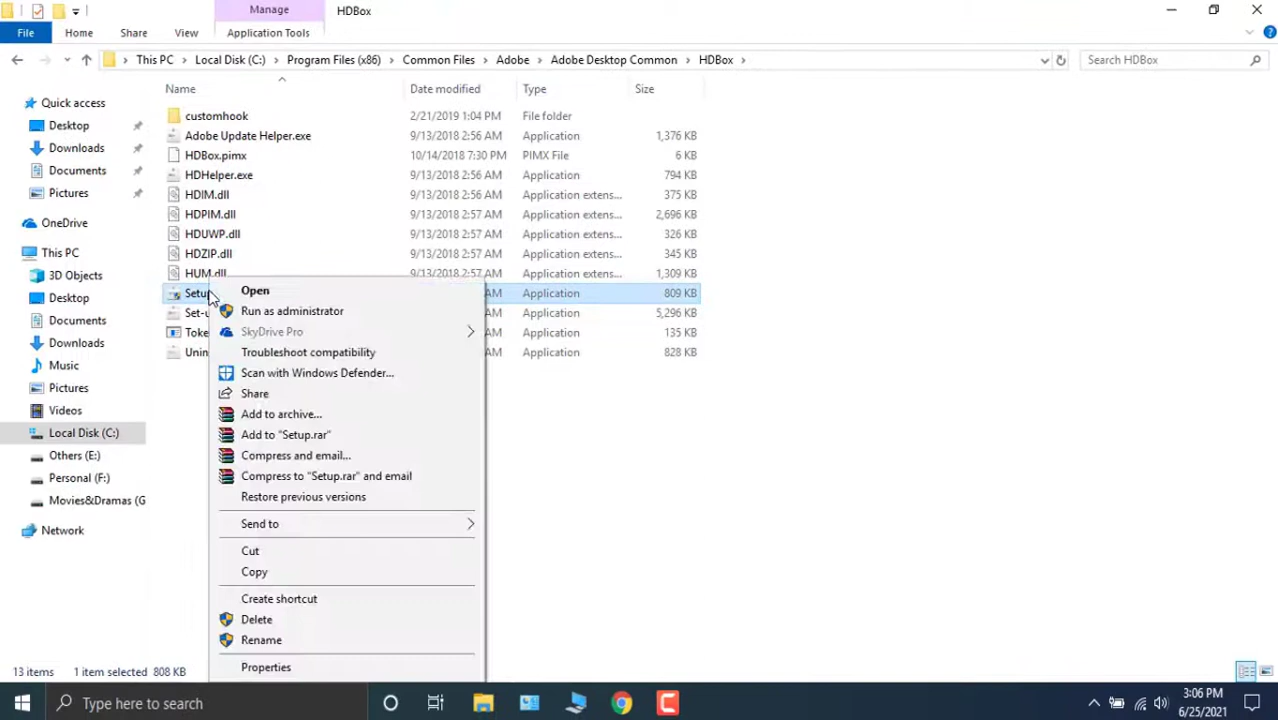 Manage
HDBox
File
Home
Share
View
Application Tools
This PC
Local Disk (C:)
Program Files (x86)
Common Files
Adobe
Adobe Desktop Common
HDBox
Search HDBox
Name
Date modified
Type
Size
Quick access
Desktop
Downloads
Documents
Pictures
OneDrive
This PC
3D Objects
Desktop
Documents
Downloads
Music
Pictures
Videos
Local Disk (C:)
Others (E:)
Personal (F:)
Movies&Dramas (G
Network
customhook 2/21/2019 1:04 PM File folder
Adobe Update Helper.exe 9/13/2018 2:56 AM Application 1,376 KB
HDBox.pimx 10/14/2018 7:30 PM PIMX File 6 KB
HDHelper.exe 9/13/2018 2:56 AM Application 794 KB
HDIM.dll 9/13/2018 2:56 AM Application extens... 375 KB
HDPIM.dll 9/13/2018 2:57 AM Application extens... 2,696 KB
HDUWP.dll 9/13/2018 2:57 AM Application extens... 326 KB
HDZIP.dll 9/13/2018 2:57 AM Application extens... 345 KB
HUM.dll 9/13/2018 2:57 AM Application extens... 1,309 KB
Setup AM Application 809 KB
Set-u AM Application 5,296 KB
Toke AM Application 135 KB
Unin AM Application 828 KB
Open
Run as administrator
SkyDrive Pro
Troubleshoot compatibility
Scan with Windows Defender...
Share
Add to archive...
Add to "Setup.rar"
Compress and email...
Compress to "Setup.rar" and email
Restore previous versions
Send to
Cut
Copy
Create shortcut
Delete
Rename
Properties
13 items
1 item selected 808 KB
Type here to search
3:06 PM
6/25/2021